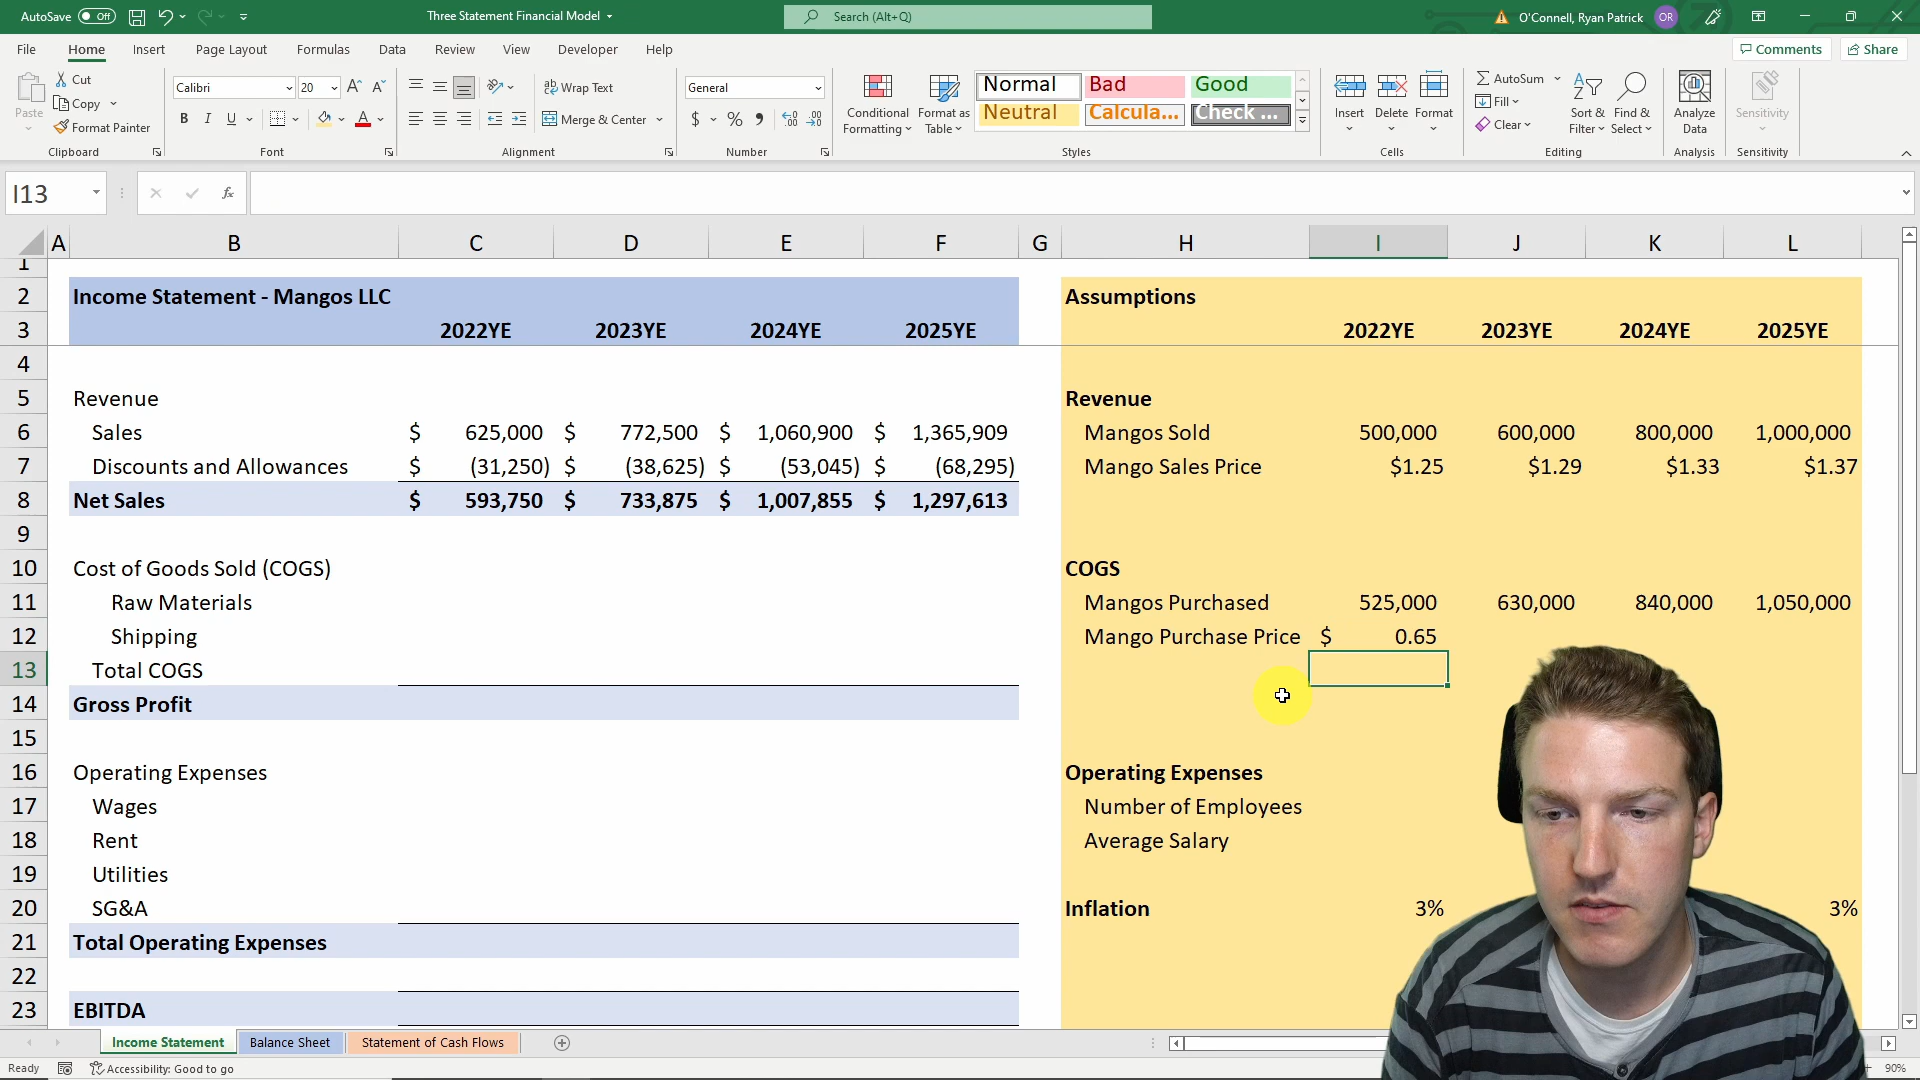 AutoSave Off
Three Statement Financial Model
Search (Alt+Q)
O'Connell, Ryan Patrick OR
File Home Insert Page Layout Formulas Data Review View Developer Help
Comments Share
Paste Cut Copy Format Painter
Calibri 20
B I U
Wrap Text
Merge & Center
General
$ % 9
Conditional Formatting
Format as Table
Normal Bad Good
Neutral Calcula... Check ...
Insert Delete Format
AutoSum
Fill
Clear
Sort & Filter
Find & Select
Analyze Data
Sensitivity
Clipboard Font Alignment Number Styles Cells Editing Analysis Sensitivity
I13 fx
A B C D E F G H I J K L
1
2 Income Statement - Mangos LLC Assumptions
3 2022YE 2023YE 2024YE 2025YE 2022YE 2023YE 2024YE 2025YE
4
5 Revenue Revenue
6 Sales $ 625,000 $ 772,500 $ 1,060,900 $ 1,365,909 Mangos Sold 500,000 600,000 800,000 1,000,000
7 Discounts and Allowances $ (31,250) $ (38,625) $ (53,045) $ (68,295) Mango Sales Price $1.25 $1.29 $1.33 $1.37
8 Net Sales $ 593,750 $ 733,875 $ 1,007,855 $ 1,297,613
9
10 Cost of Goods Sold (COGS) COGS
11 Raw Materials Mangos Purchased 525,000 630,000 840,000 1,050,000
12 Shipping Mango Purchase Price $ 0.65
13 Total COGS
14 Gross Profit
15
16 Operating Expenses Operating Expenses
17 Wages Number of Employees
18 Rent Average Salary
19 Utilities
20 SG&A Inflation 3% 3%
21 Total Operating Expenses
22
23 EBITDA
Income Statement Balance Sheet Statement of Cash Flows
Ready Accessibility: Good to go 90%